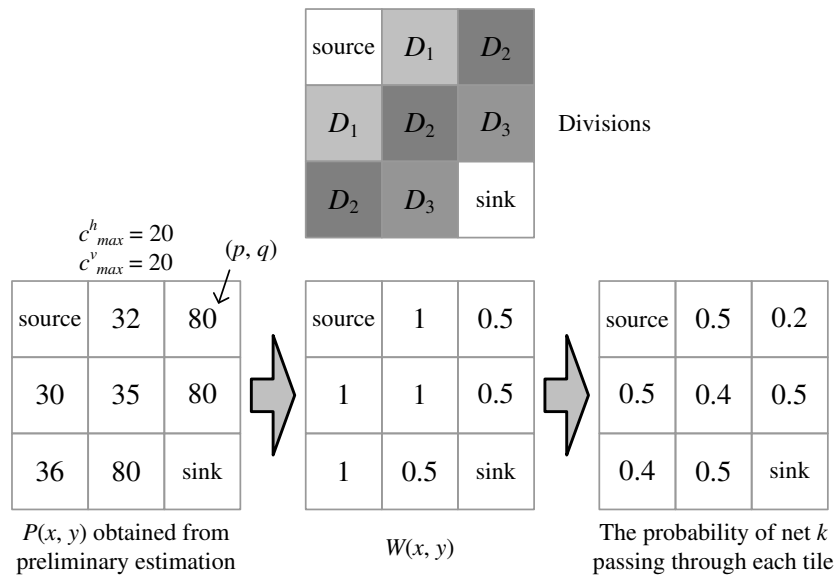 source D₁ D₂
D₁ D₂ D₃ Divisions
D₂ D₃ sink
cʰₘₐₓ = 20
cᵛₘₐₓ = 20
(p, q)
source 32 80
30 35 80
36 80 sink
P(x, y) obtained from
preliminary estimation
source 1 0.5
1 1 0.5
1 0.5 sink
W(x, y)
source 0.5 0.2
0.5 0.4 0.5
0.4 0.5 sink
The probability of net k
passing through each tile